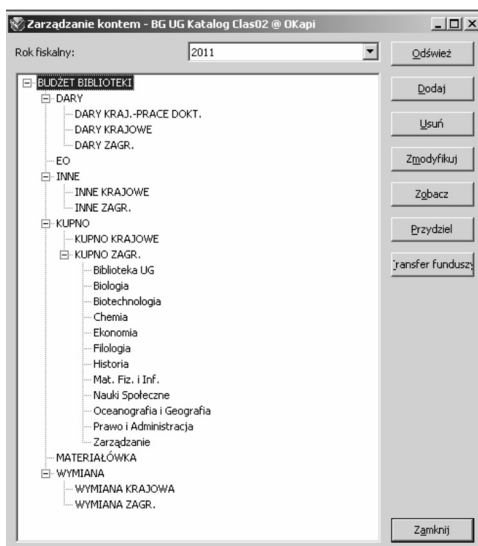 Zarządzanie kontem - BG UG Katalog Clas02 @ OKapi
Rok fiskalny: 2011
Odśwież
Dodaj
Usuń
Zmodyfikuj
Zobacz
Przydziel
Transfer funduszy
BUDŻET BIBLIOTEKI
DARY
DARY KRAJ.-PRACE DOKT.
DARY KRAJOWE
DARY ZAGR.
EO
INNE
INNE KRAJOWE
INNE ZAGR.
KUPNO
KUPNO KRAJOWE
KUPNO ZAGR.
Biblioteka UG
Biologia
Biotechnologia
Chemia
Ekonomia
Filologia
Historia
Mat. Fiz. i Inf.
Nauki Społeczne
Oceanografia i Geografia
Prawo i Administracja
Zarządzanie
MATERIAŁÓWKA
WYMIANA
WYMIANA KRAJOWA
WYMIANA ZAGR.
Zamknij